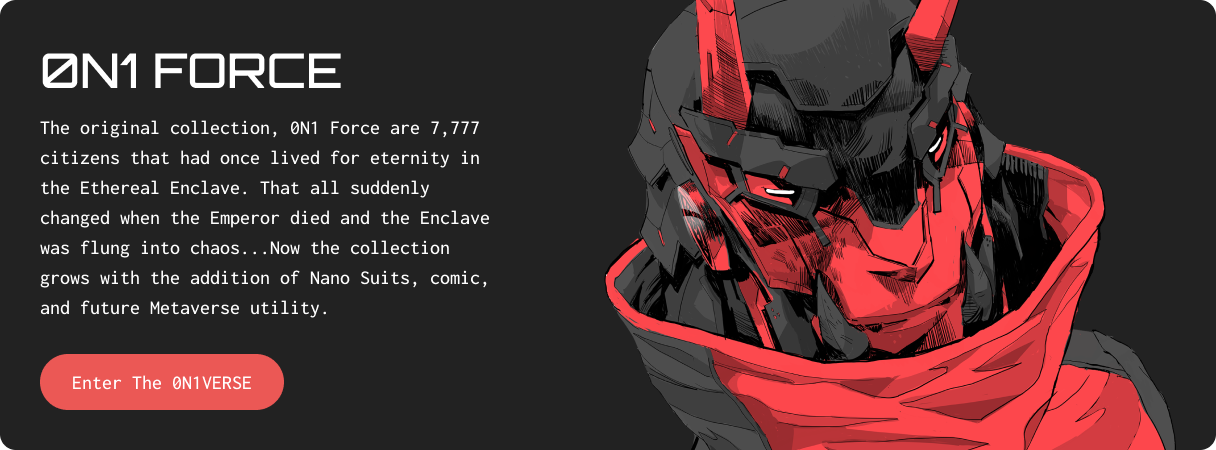 0N1 FORCE
The original collection, 0N1 Force are 7,777
citizens that had once lived for eternity in
the Ethereal Enclave. That all suddenly
changed when the Emperor died and the Enclave
was flung into chaos...Now the collection
grows with the addition of Nano Suits, comic,
and future Metaverse utility.
Enter The 0N1VERSE